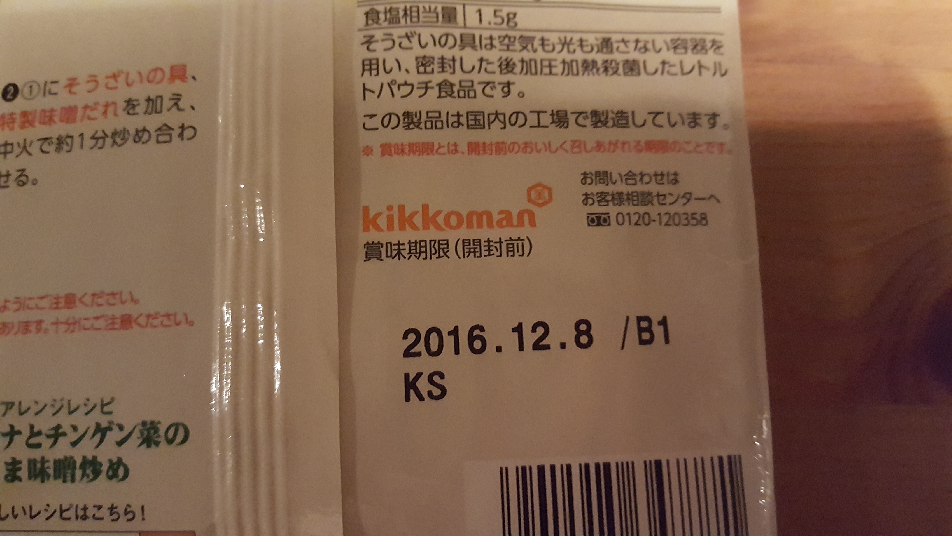 ❷①にそうざいの具、
特製味噌だれを加え、
中火で約1分炒め合わ
せる。
ようにご注意ください。
あります。十分にご注意ください。
アレンジレシピ
ナとチンゲン菜の
ま味噌炒め
しいレシピはこちら!
食塩相当量 1.5g
そうざいの具は空気も光も通さない容器を
用い、密封した後加圧加熱殺菌したレトル
トパウチ食品です。
この製品は国内の工場で製造しています。
※ 賞味期限とは、開封前のおいしく召しあがれる期限のことです。
kikkoman
お問い合わせは
お客様相談センターへ
0120-120358
賞味期限(開封前)
2016.12.8 /B1
KS